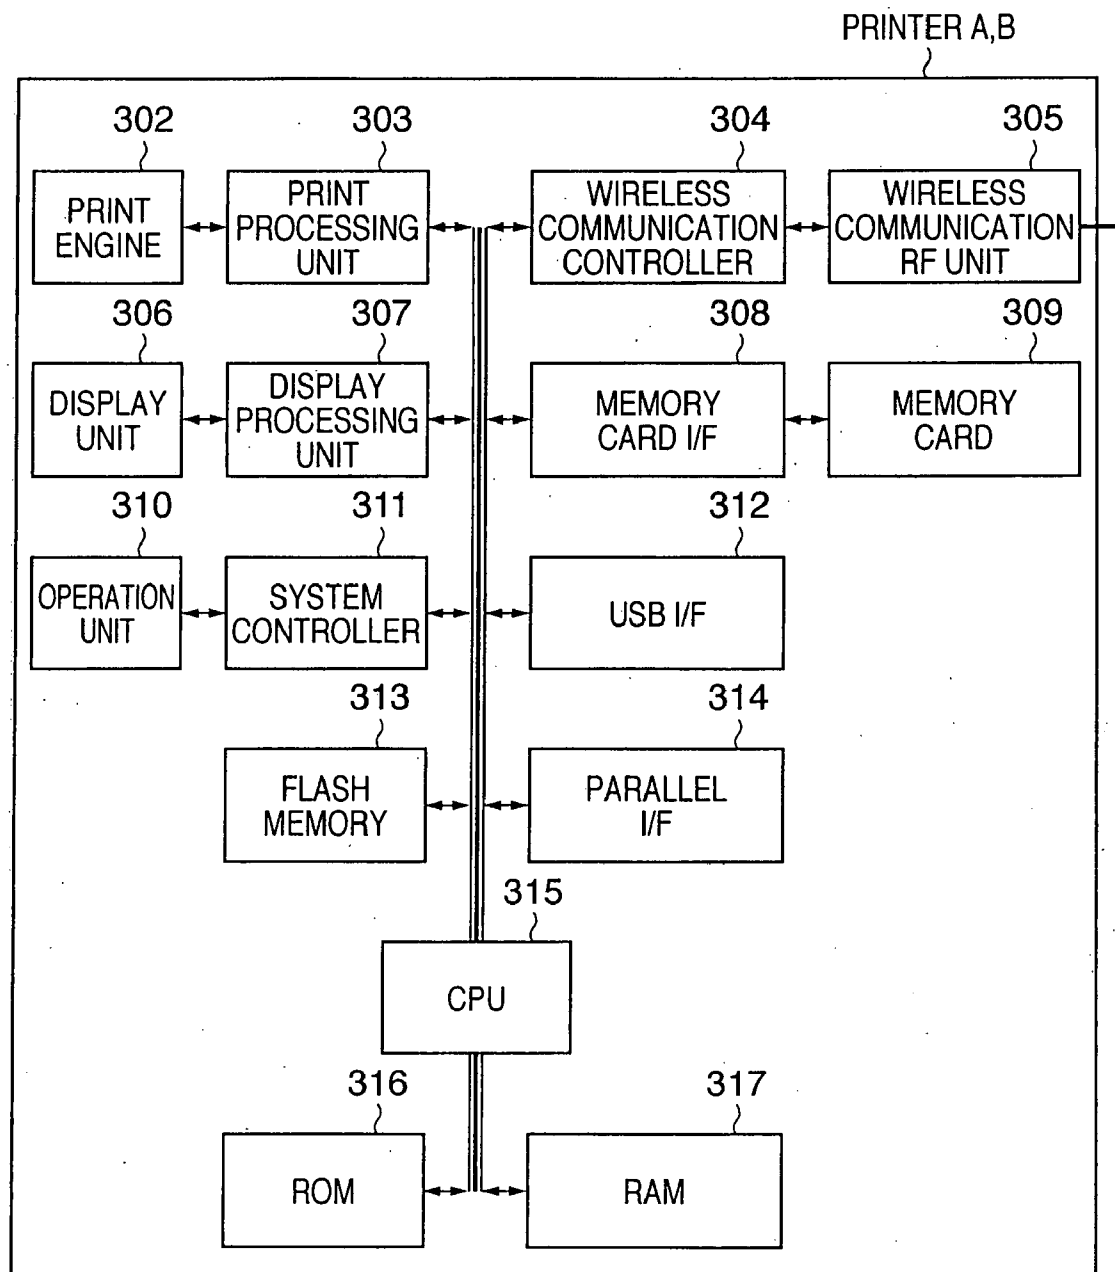 PRINTER A,B
302
303
304
305
PRINT
ENGINE
PRINT
PROCESSING
UNIT
WIRELESS
COMMUNICATION
CONTROLLER
WIRELESS
COMMUNICATION
RF UNIT
306
307
308
309
DISPLAY
UNIT
DISPLAY
PROCESSING
UNIT
MEMORY
CARD I/F
MEMORY
CARD
310
311
312
OPERATION
UNIT
SYSTEM
CONTROLLER
USB I/F
313
314
FLASH
MEMORY
PARALLEL
I/F
315
CPU
316
317
ROM
RAM